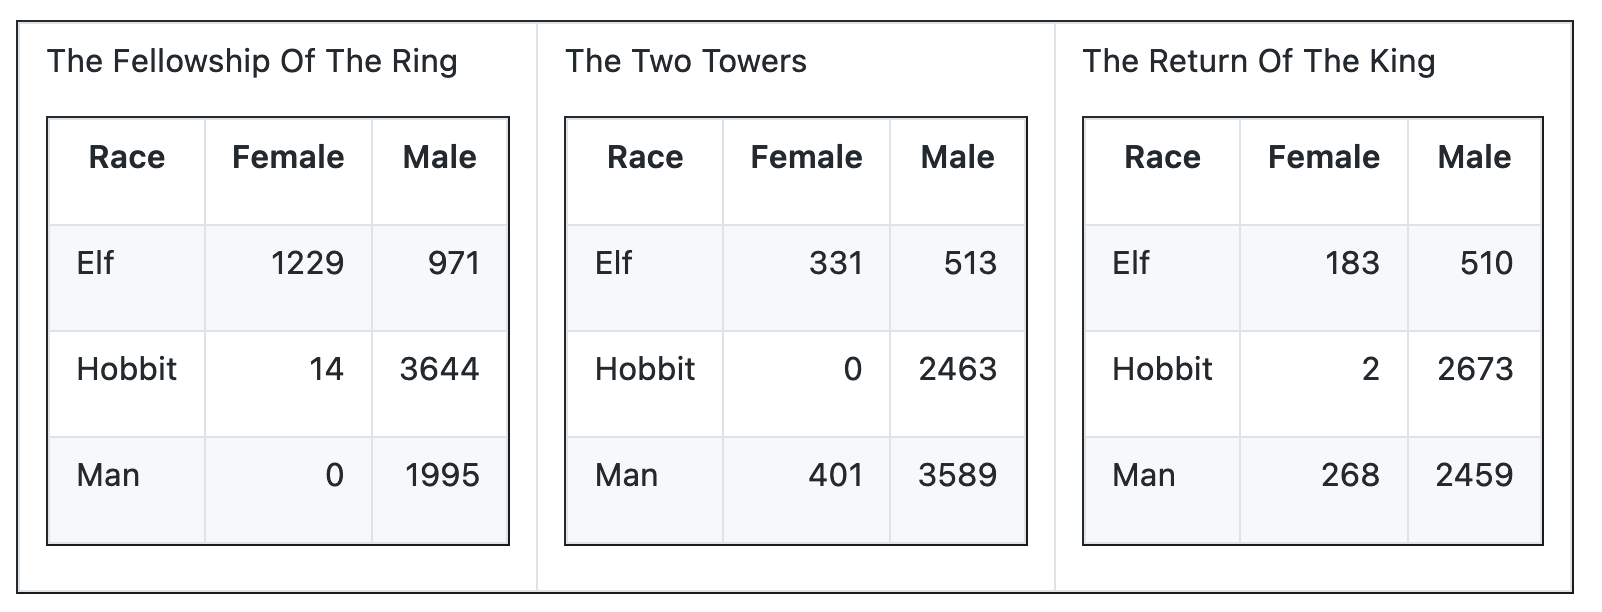 The Fellowship Of The Ring
Race Female Male
Elf 1229 971
Hobbit 14 3644
Man 0 1995
The Two Towers
Race Female Male
Elf 331 513
Hobbit 0 2463
Man 401 3589
The Return Of The King
Race Female Male
Elf 183 510
Hobbit 2 2673
Man 268 2459